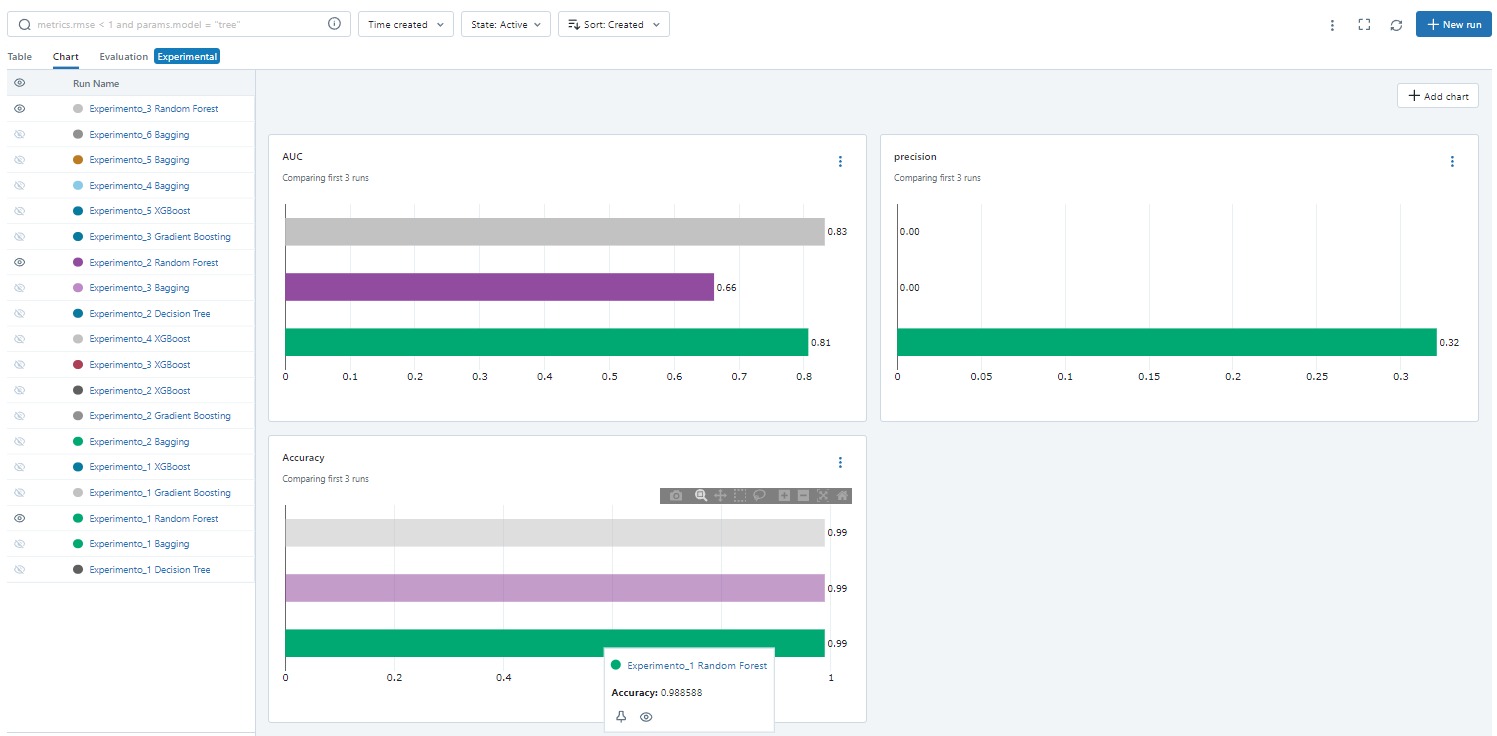 metrics.rmse < 1 and params.model = "tree"
Time created
State: Active
Sort: Created
New run
Table
Chart
Evaluation
Experimental
Run Name
Experimento_3 Random Forest
Experimento_6 Bagging
Experimento_5 Bagging
Experimento_4 Bagging
Experimento_5 XGBoost
Experimento_3 Gradient Boosting
Experimento_2 Random Forest
Experimento_3 Bagging
Experimento_2 Decision Tree
Experimento_4 XGBoost
Experimento_3 XGBoost
Experimento_2 XGBoost
Experimento_2 Gradient Boosting
Experimento_2 Bagging
Experimento_1 XGBoost
Experimento_1 Gradient Boosting
Experimento_1 Random Forest
Experimento_1 Bagging
Experimento_1 Decision Tree
Add chart
AUC
Comparing first 3 runs
0.83
0.66
0.81
0 0.1 0.2 0.3 0.4 0.5 0.6 0.7 0.8
precision
Comparing first 3 runs
0.00
0.00
0.32
0 0.05 0.1 0.15 0.2 0.25 0.3
Accuracy
Comparing first 3 runs
0.99
0.99
0.99
0 0.2 0.4 1
Experimento_1 Random Forest
Accuracy: 0.988588